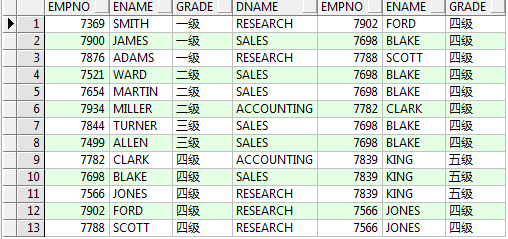 EMPNO ENAME GRADE DNAME EMPNO ENAME GRADE
1 7369 SMITH 一级 RESEARCH 7902 FORD 四级
2 7900 JAMES 一级 SALES 7698 BLAKE 四级
3 7876 ADAMS 一级 RESEARCH 7788 SCOTT 四级
4 7521 WARD 二级 SALES 7698 BLAKE 四级
5 7654 MARTIN 二级 SALES 7698 BLAKE 四级
6 7934 MILLER 二级 ACCOUNTING 7782 CLARK 四级
7 7844 TURNER 三级 SALES 7698 BLAKE 四级
8 7499 ALLEN 三级 SALES 7698 BLAKE 四级
9 7782 CLARK 四级 ACCOUNTING 7839 KING 五级
10 7698 BLAKE 四级 SALES 7839 KING 五级
11 7566 JONES 四级 RESEARCH 7839 KING 五级
12 7902 FORD 四级 RESEARCH 7566 JONES 四级
13 7788 SCOTT 四级 RESEARCH 7566 JONES 四级